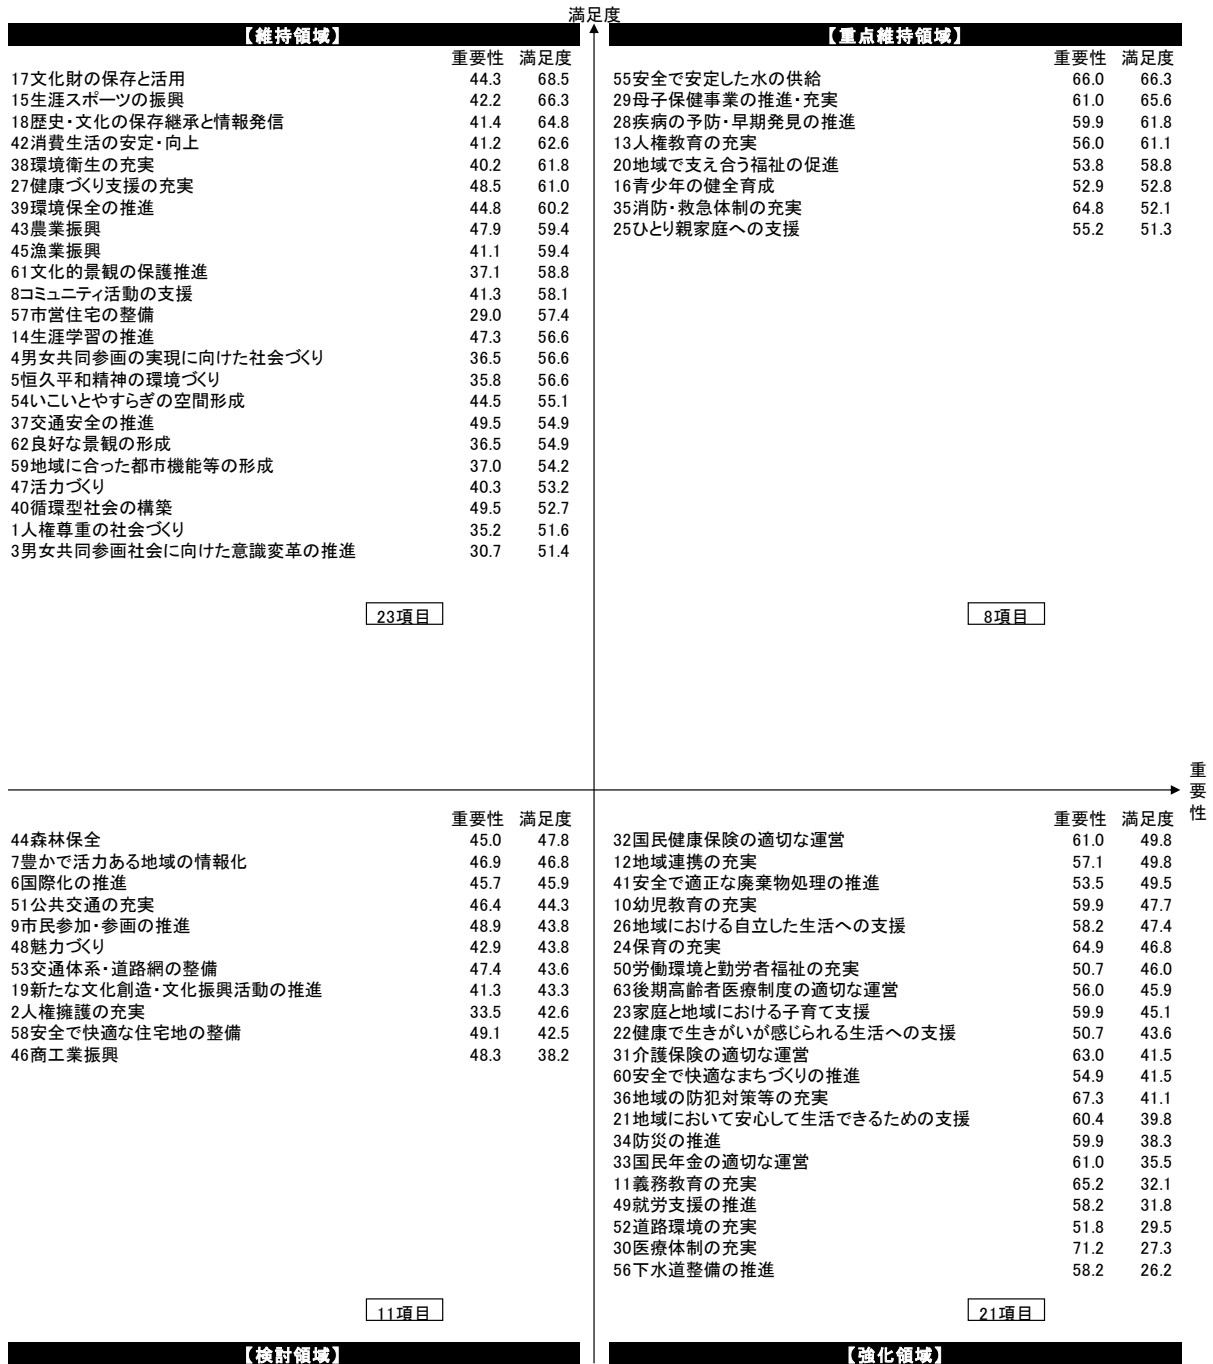 満足度
【維持領域】
重要性 満足度
17文化財の保存と活用 44.3 68.5
15生涯スポーツの振興 42.2 66.3
18歴史・文化の保存継承と情報発信 41.4 64.8
42消費生活の安定・向上 41.2 62.6
38環境衛生の充実 40.2 61.8
27健康づくり支援の充実 48.5 61.0
39環境保全の推進 44.8 60.2
43農業振興 47.9 59.4
45漁業振興 41.1 59.4
61文化的景観の保護推進 37.1 58.8
8コミュニティ活動の支援 41.3 58.1
57市営住宅の整備 29.0 57.4
14生涯学習の推進 47.3 56.6
4男女共同参画の実現に向けた社会づくり 36.5 56.6
5恒久平和精神の環境づくり 35.8 56.6
54いこいとやすらぎの空間形成 44.5 55.1
37交通安全の推進 49.5 54.9
62良好な景観の形成 36.5 54.9
59地域に合った都市機能等の形成 37.0 54.2
47活力づくり 40.3 53.2
40循環型社会の構築 49.5 52.7
1人権尊重の社会づくり 35.2 51.6
3男女共同参画社会に向けた意識変革の推進 30.7 51.4
23項目
【重点維持領域】
重要性 満足度
55安全で安定した水の供給 66.0 66.3
29母子保健事業の推進・充実 61.0 65.6
28疾病の予防・早期発見の推進 59.9 61.8
13人権教育の充実 56.0 61.1
20地域で支え合う福祉の促進 53.8 58.8
16青少年の健全育成 52.9 52.8
35消防・救急体制の充実 64.8 52.1
25ひとり親家庭への支援 55.2 51.3
8項目
重要性
重要性 満足度
44森林保全 45.0 47.8
7豊かで活力ある地域の情報化 46.9 46.8
6国際化の推進 45.7 45.9
51公共交通の充実 46.4 44.3
9市民参加・参画の推進 48.9 43.8
48魅力づくり 42.9 43.8
53交通体系・道路網の整備 47.4 43.6
19新たな文化創造・文化振興活動の推進 41.3 43.3
2人権擁護の充実 33.5 42.6
58安全で快適な住宅地の整備 49.1 42.5
46商工業振興 48.3 38.2
11項目
【検討領域】
重要性 満足度
32国民健康保険の適切な運営 61.0 49.8
12地域連携の充実 57.1 49.8
41安全で適正な廃棄物処理の推進 53.5 49.5
10幼児教育の充実 59.9 47.7
26地域における自立した生活への支援 58.2 47.4
24保育の充実 64.9 46.8
50労働環境と勤労者福祉の充実 50.7 46.0
63後期高齢者医療制度の適切な運営 56.0 45.9
23家庭と地域における子育て支援 59.9 45.1
22健康で生きがいが感じられる生活への支援 50.7 43.6
31介護保険の適切な運営 63.0 41.5
60安全で快適なまちづくりの推進 54.9 41.5
36地域の防犯対策等の充実 67.3 41.1
21地域において安心して生活できるための支援 60.4 39.8
34防災の推進 59.9 38.3
33国民年金の適切な運営 61.0 35.5
11義務教育の充実 65.2 32.1
49就労支援の推進 58.2 31.8
52道路環境の充実 51.8 29.5
30医療体制の充実 71.2 27.3
56下水道整備の推進 58.2 26.2
21項目
【強化領域】